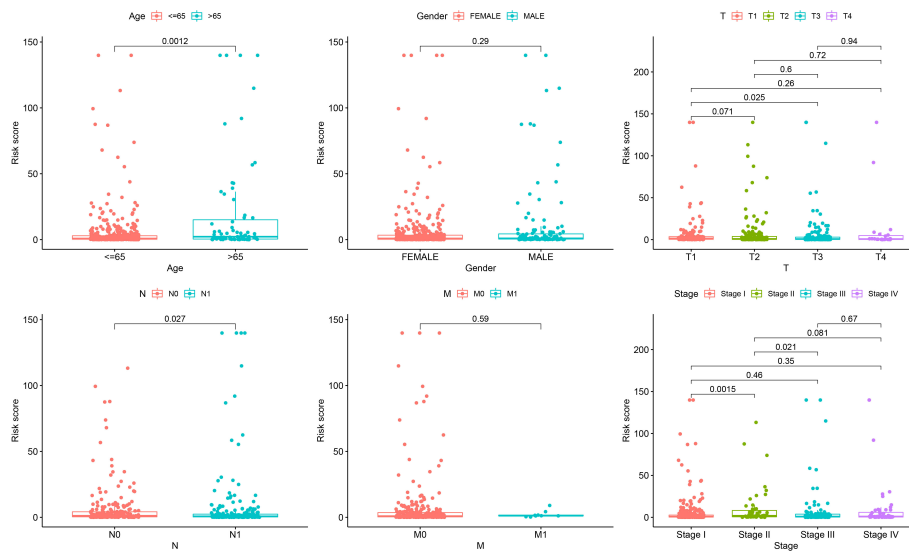 Age <=65 >65
0.0012
150
100
50
0
Risk score
<=65 >65
Age
Gender FEMALE MALE
0.29
150
100
50
0
Risk score
FEMALE MALE
Gender
T T1 T2 T3 T4
0.94
0.72
0.6
0.26
0.025
0.071
200
150
100
50
0
Risk score
T1 T2 T3 T4
T
N N0 N1
0.027
150
100
50
0
Risk score
N0 N1
N
M M0 M1
0.59
150
100
50
0
Risk score
M0 M1
M
Stage Stage I Stage II Stage III Stage IV
0.67
0.081
0.021
0.35
0.46
0.0015
200
150
100
50
0
Risk score
Stage I Stage II Stage III Stage IV
Stage